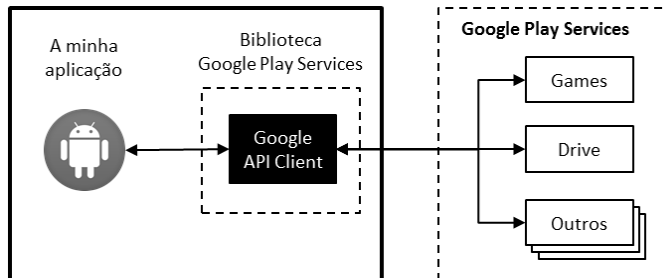 A minha
aplicação
Biblioteca
Google Play Services
Google
API Client
Google Play Services
Games
Drive
Outros